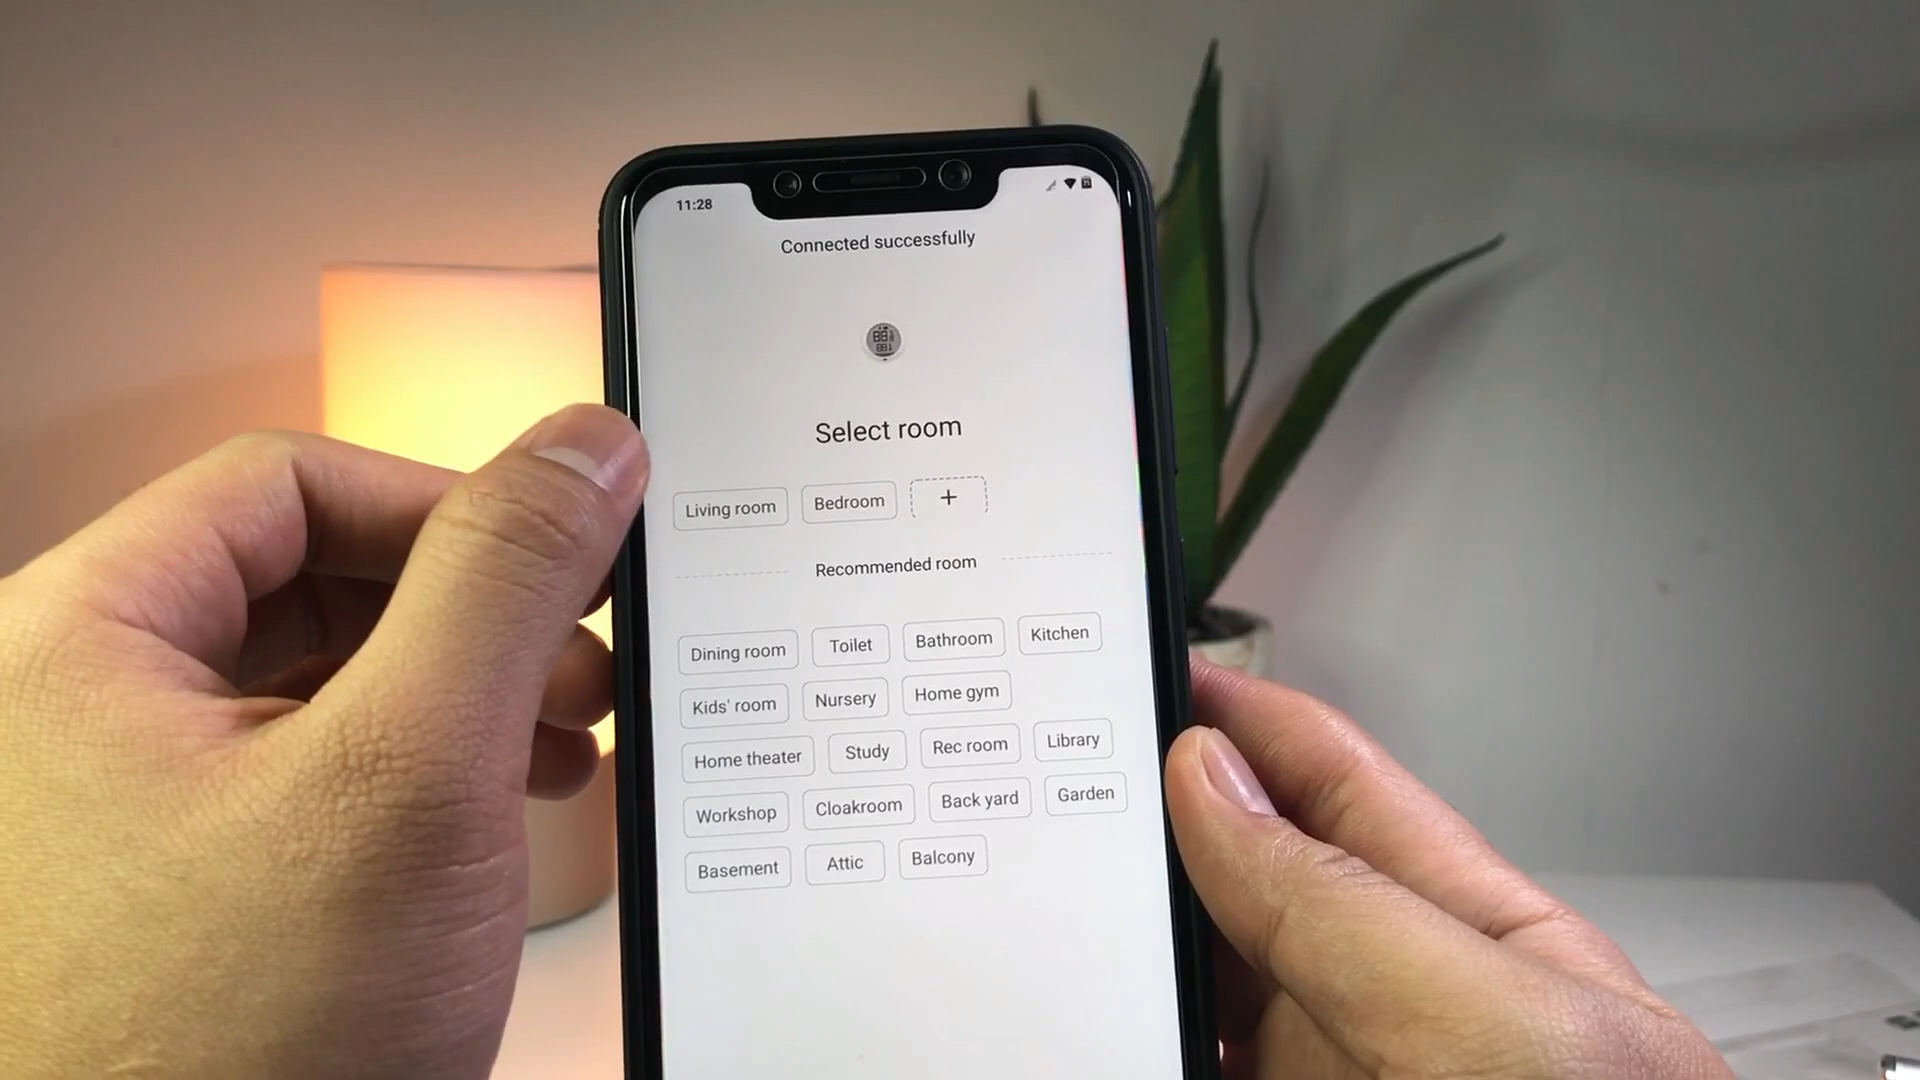 11:28
Connected successfully
Select room
Living room Bedroom +
Recommended room
Dining room Toilet Bathroom Kitchen
Kids' room Nursery Home gym
Home theater Study Rec room Library
Workshop Cloakroom Back yard Garden
Basement Attic Balcony